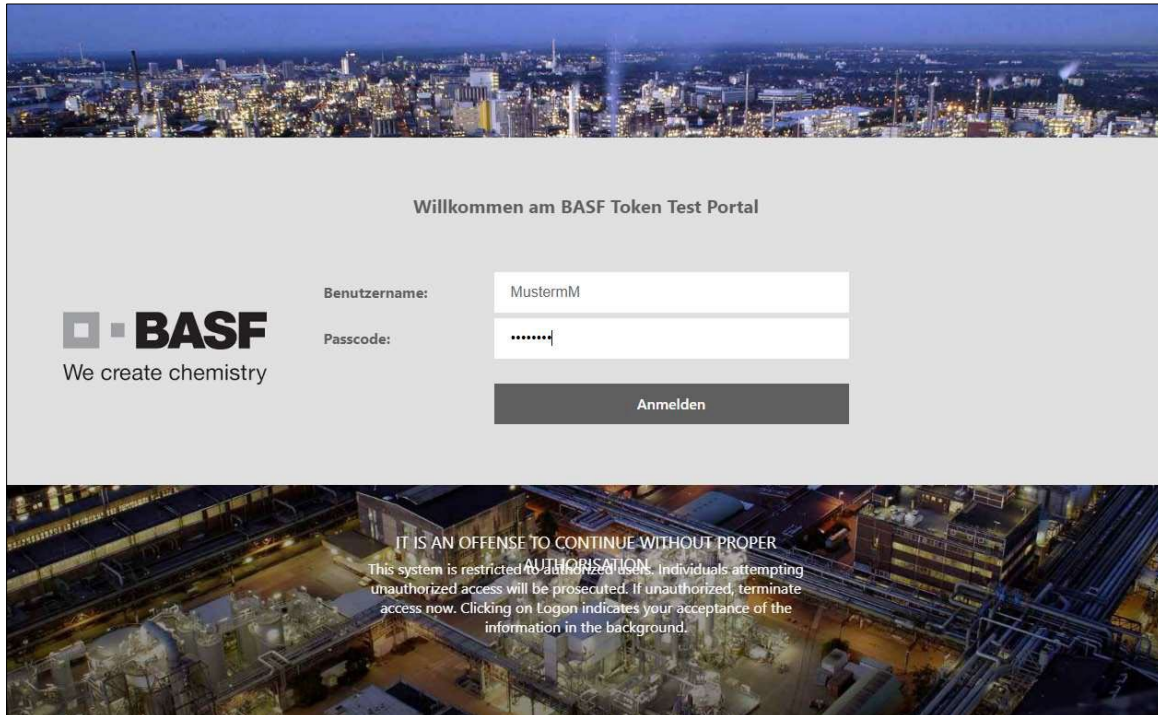 Willkommen am BASF Token Test Portal
Benutzername:
MustermM
Passcode:
••••••••
BASF
We create chemistry
Anmelden
IT IS AN OFFENSE TO CONTINUE WITHOUT PROPER
AUTHORISATION
This system is restricted to authorized users. Individuals attempting
unauthorized access will be prosecuted. If unauthorized, terminate
access now. Clicking on Logon indicates your acceptance of the
information in the background.